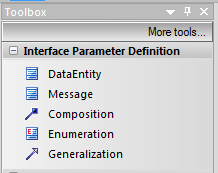 Toolbox
More tools...
Interface Parameter Definition
DataEntity
Message
Composition
Enumeration
Generalization